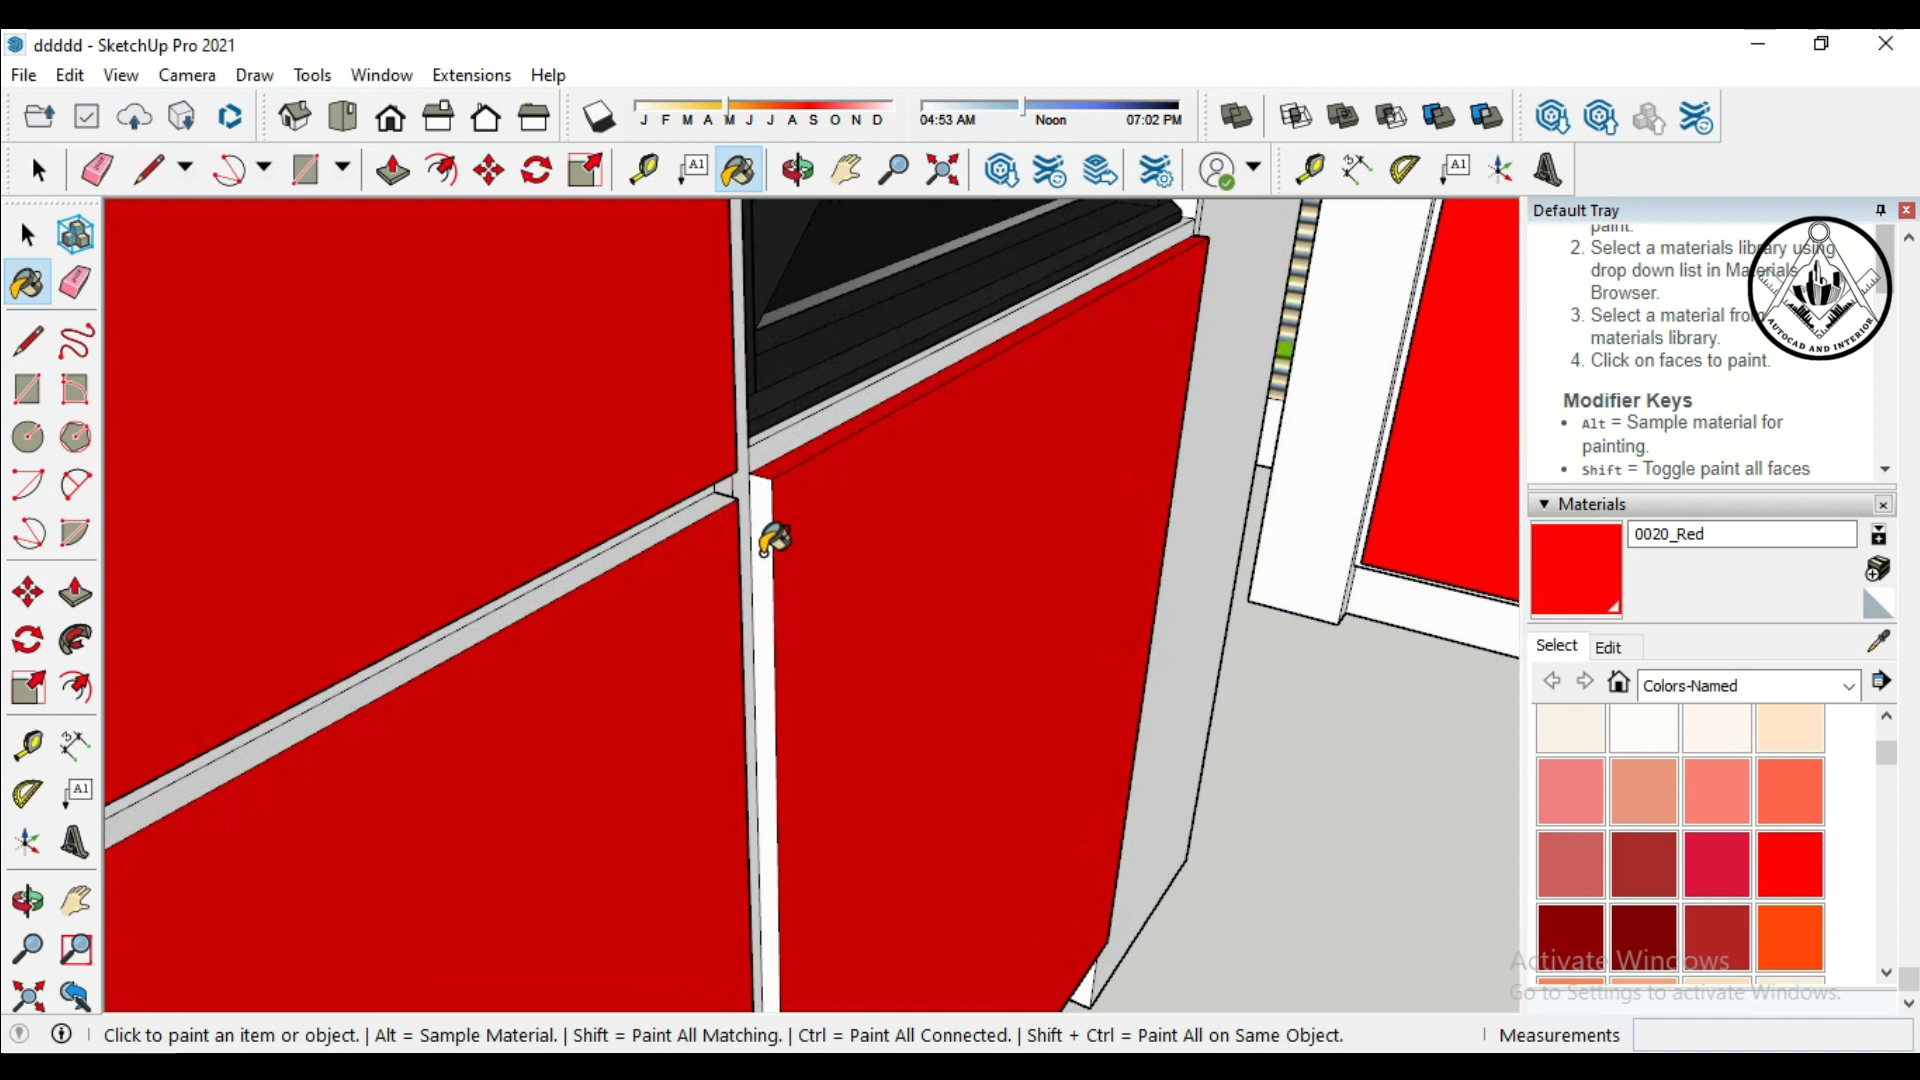 ddddd - SketchUp Pro 2021
File Edit View Camera Draw Tools Window Extensions Help
J F M A M J J A S O N D
04:53 AM Noon 07:02 PM
A1
A1
Default Tray
paint.
2. Select a materials library using
drop down list in Materials
Browser.
3. Select a material from
materials library.
4. Click on faces to paint.
AUTOCAD AND INTERIOR
Modifier Keys
• Alt = Sample material for
painting.
• Shift = Toggle paint all faces
Materials
0020_Red
Select Edit
Colors-Named
A1
Activate Windows
Go to Settings to activate Windows.
Click to paint an item or object. | Alt = Sample Material. | Shift = Paint All Matching. | Ctrl = Paint All Connected. | Shift + Ctrl = Paint All on Same Object.
Measurements